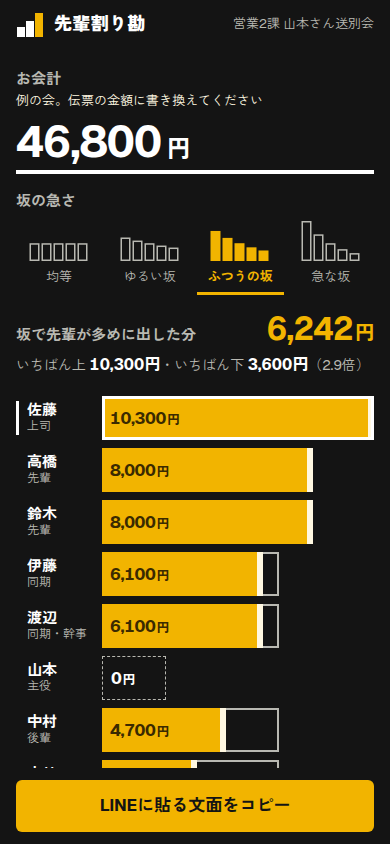 先輩割り勘
営業2課 山本さん送別会
お会計
例の会。伝票の金額に書き換えてください
46,800 円
坂の急さ
均等 ゆるい坂 ふつうの坂 急な坂
坂で先輩が多めに出した分 6,242円
いちばん上 10,300円・いちばん下 3,600円（2.9倍）
佐藤
上司
10,300円
高橋
先輩
8,000円
鈴木
先輩
8,000円
伊藤
同期
6,100円
渡辺
同期・幹事
6,100円
山本
主役
0円
中村
後輩
4,700円
LINEに貼る文面をコピー